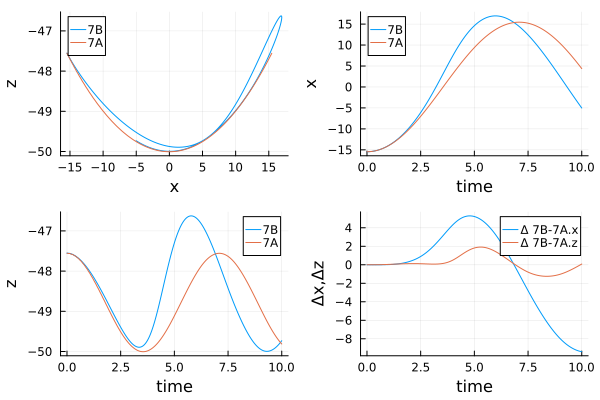 7B
7A
z
−47
−48
−49
−50
−15 −10 −5 0 5 10 15
x
7B
7A
x
15
10
5
0
−5
−10
−15
0.0 2.5 5.0 7.5 10.0
time
7B
7A
z
−47
−48
−49
−50
0.0 2.5 5.0 7.5 10.0
time
Δ 7B-7A.x
Δ 7B-7A.z
Δx,Δz
4
2
0
−2
−4
−6
−8
0.0 2.5 5.0 7.5 10.0
time